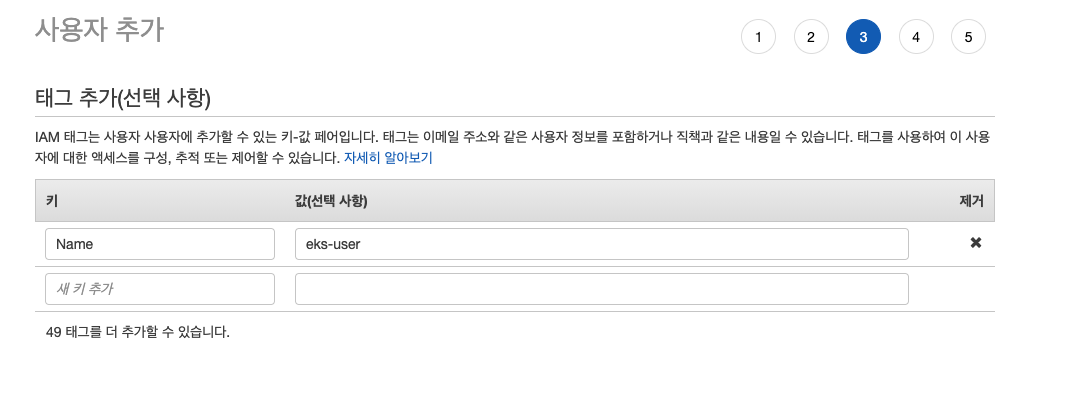 사용자 추가
1 2 3 4 5
태그 추가(선택 사항)
IAM 태그는 사용자 사용자에 추가할 수 있는 키-값 페어입니다. 태그는 이메일 주소와 같은 사용자 정보를 포함하거나 직책과 같은 내용일 수 있습니다. 태그를 사용하여 이 사용
자에 대한 액세스를 구성, 추적 또는 제어할 수 있습니다. 자세히 알아보기
키 값(선택 사항) 제거
Name eks-user ✖
새 키 추가
49 태그를 더 추가할 수 있습니다.